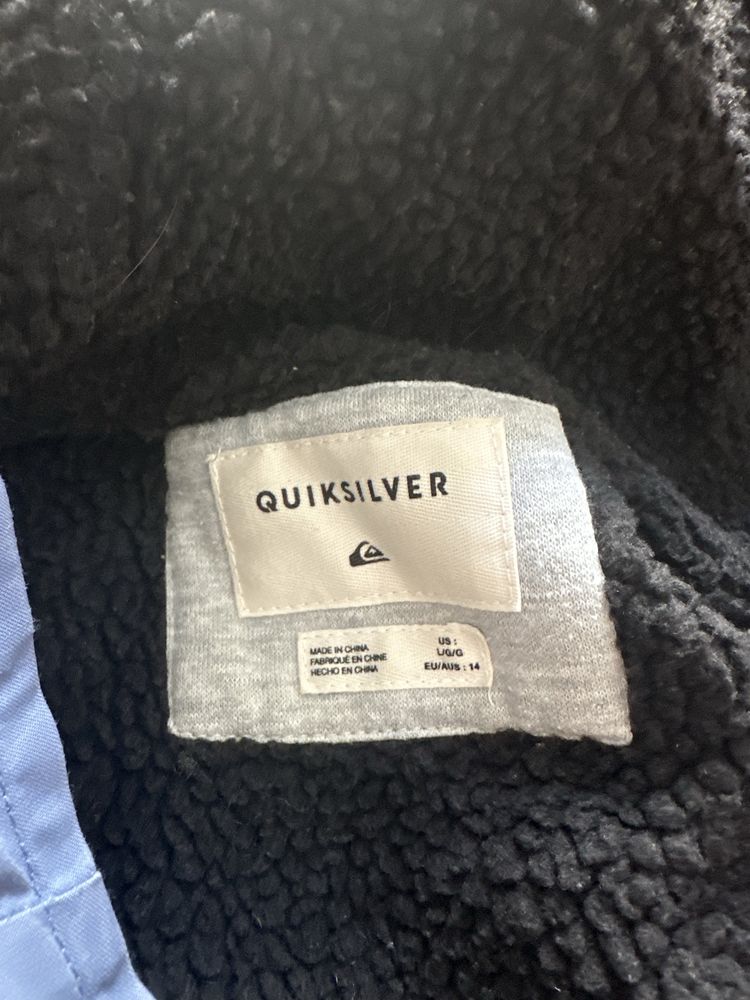 QUIKSILVER
MADE IN CHINA
FABRIQUÉ EN CHINE
HECHO EN CHINA
US :
L/G/G
EU/AUS : 14